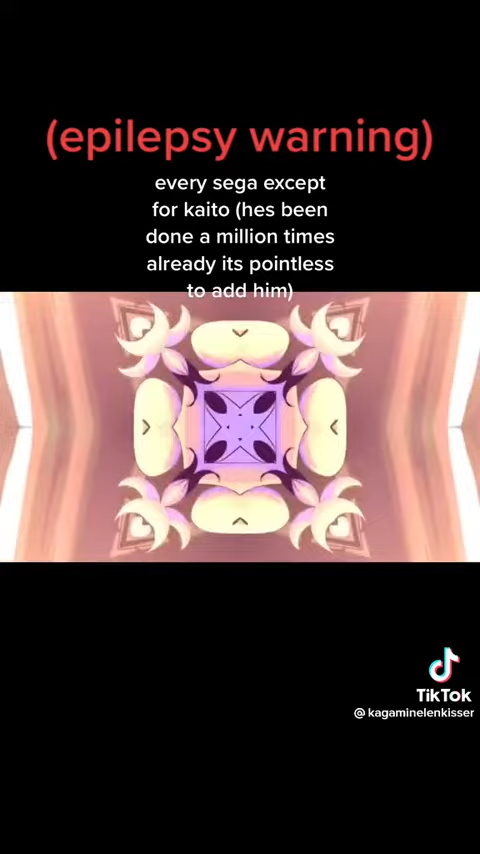 (epilepsy warning)
every sega except
for kaito (hes been
done a million times
already its pointless
to add him)
TikTok
@ kagaminelenkisser